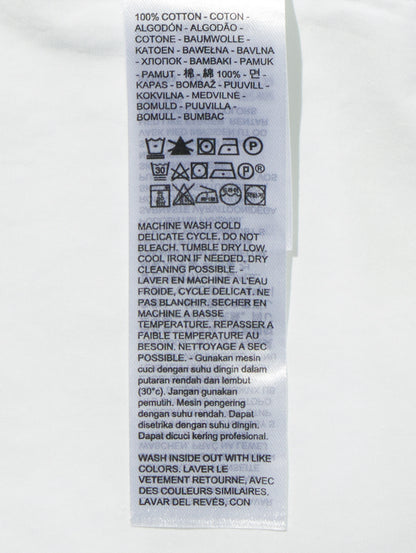 100% COTTON - COTON -
ALGODÓN - ALGODÃO -
COTONE - BAUMWOLLE -
KATOEN - BAWEŁNA - BAVLNA
- ХЛОПОК - BAMBAKI - PAMUK
- PAMUT - 棉 - 綿 100% - 면 -
KAPAS - BOMBAŽ - PUUVILL -
KOKVILNA - MEDVILNĖ -
BOMULD - PUUVILLA -
BOMULL - BUMBAC
MACHINE WASH COLD
DELICATE CYCLE. DO NOT
BLEACH. TUMBLE DRY LOW.
COOL IRON IF NEEDED. DRY
CLEANING POSSIBLE. -
LAVER EN MACHINE A L'EAU
FROIDE, CYCLE DELICAT. NE
PAS BLANCHIR. SECHER EN
MACHINE A BASSE
TEMPERATURE. REPASSER A
FAIBLE TEMPERATURE AU
BESOIN. NETTOYAGE A SEC
POSSIBLE. - Gunakan mesin
cuci dengan suhu dingin dalam
putaran rendah dan lembut
(30°c). Jangan gunakan
pemutih. Mesin pengering
dengan suhu rendah. Dapat
disetrika dengan suhu dingin.
Dapat dicuci kering profesional.
WASH INSIDE OUT WITH LIKE
COLORS. LAVER LE
VETEMENT RETOURNE, AVEC
DES COULEURS SIMILAIRES.
LAVAR DEL REVES, CON